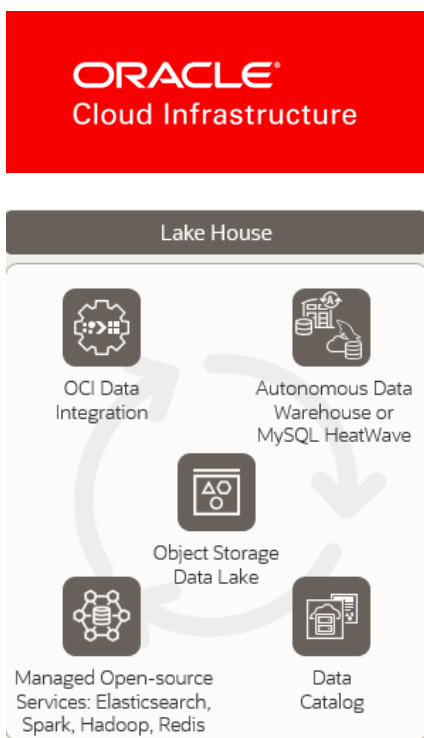 ORACLE®
Cloud Infrastructure
Lake House
OCI Data
Integration
Autonomous Data
Warehouse or
MySQL HeatWave
Object Storage
Data Lake
Managed Open-source
Services: Elasticsearch,
Spark, Hadoop, Redis
Data
Catalog